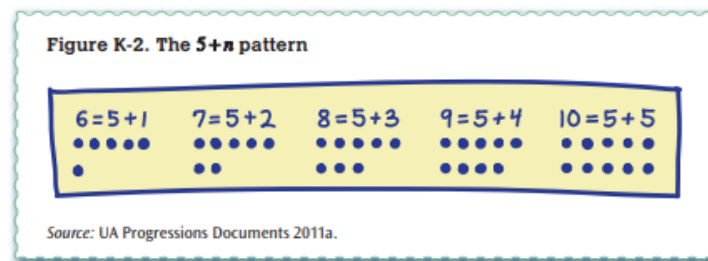 Figure K-2. The 5+n pattern
6=5+1 7=5+2 8=5+3 9=5+4 10=5+5
Source: UA Progressions Documents 2011a.